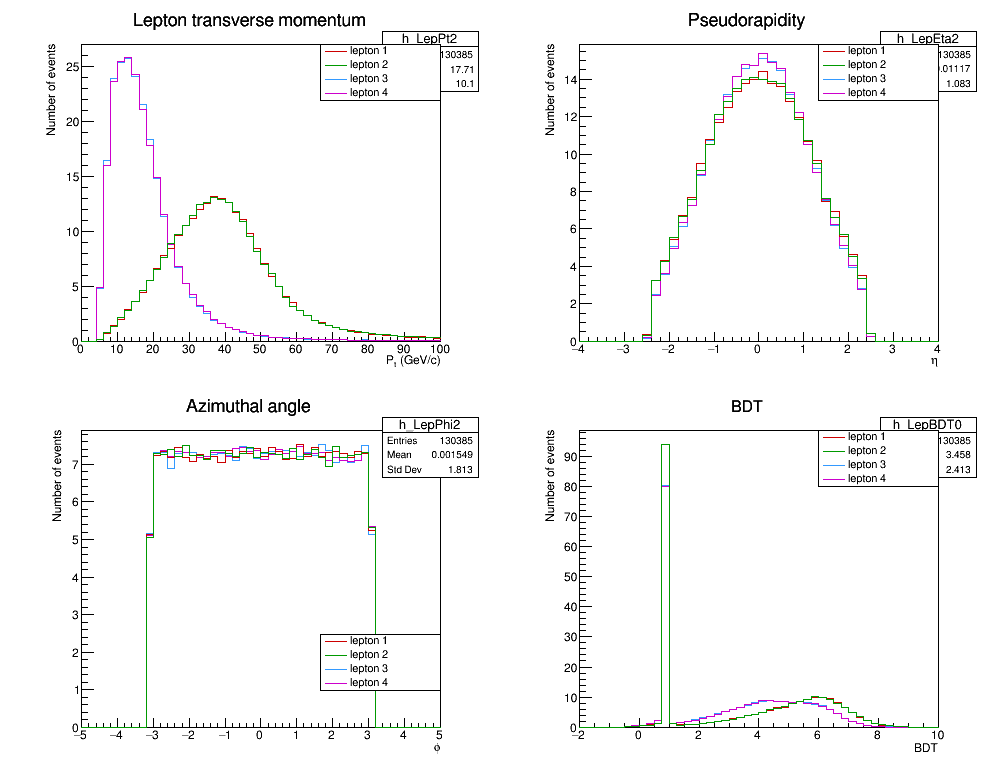 Lepton transverse momentum
h_LepPt2
130385
17.71
10.1
lepton 1
lepton 2
lepton 3
lepton 4
Number of events
25
20
15
10
5
0
0 10 20 30 40 50 60 70 80 90 100
P_t (GeV/c)
Pseudorapidity
h_LepEta2
130385
0.01117
1.083
lepton 1
lepton 2
lepton 3
lepton 4
Number of events
14
12
10
8
6
4
2
0
−4 −3 −2 −1 0 1 2 3 4
η
Azimuthal angle
h_LepPhi2
Entries 130385
Mean 0.001549
Std Dev 1.813
Number of events
7
6
5
4
3
2
1
0
lepton 1
lepton 2
lepton 3
lepton 4
−5 −4 −3 −2 −1 0 1 2 3 4 5
ϕ
BDT
h_LepBDT0
130385
3.458
2.413
lepton 1
lepton 2
lepton 3
lepton 4
Number of events
90
80
70
60
50
40
30
20
10
0
−2 0 2 4 6 8 10
BDT